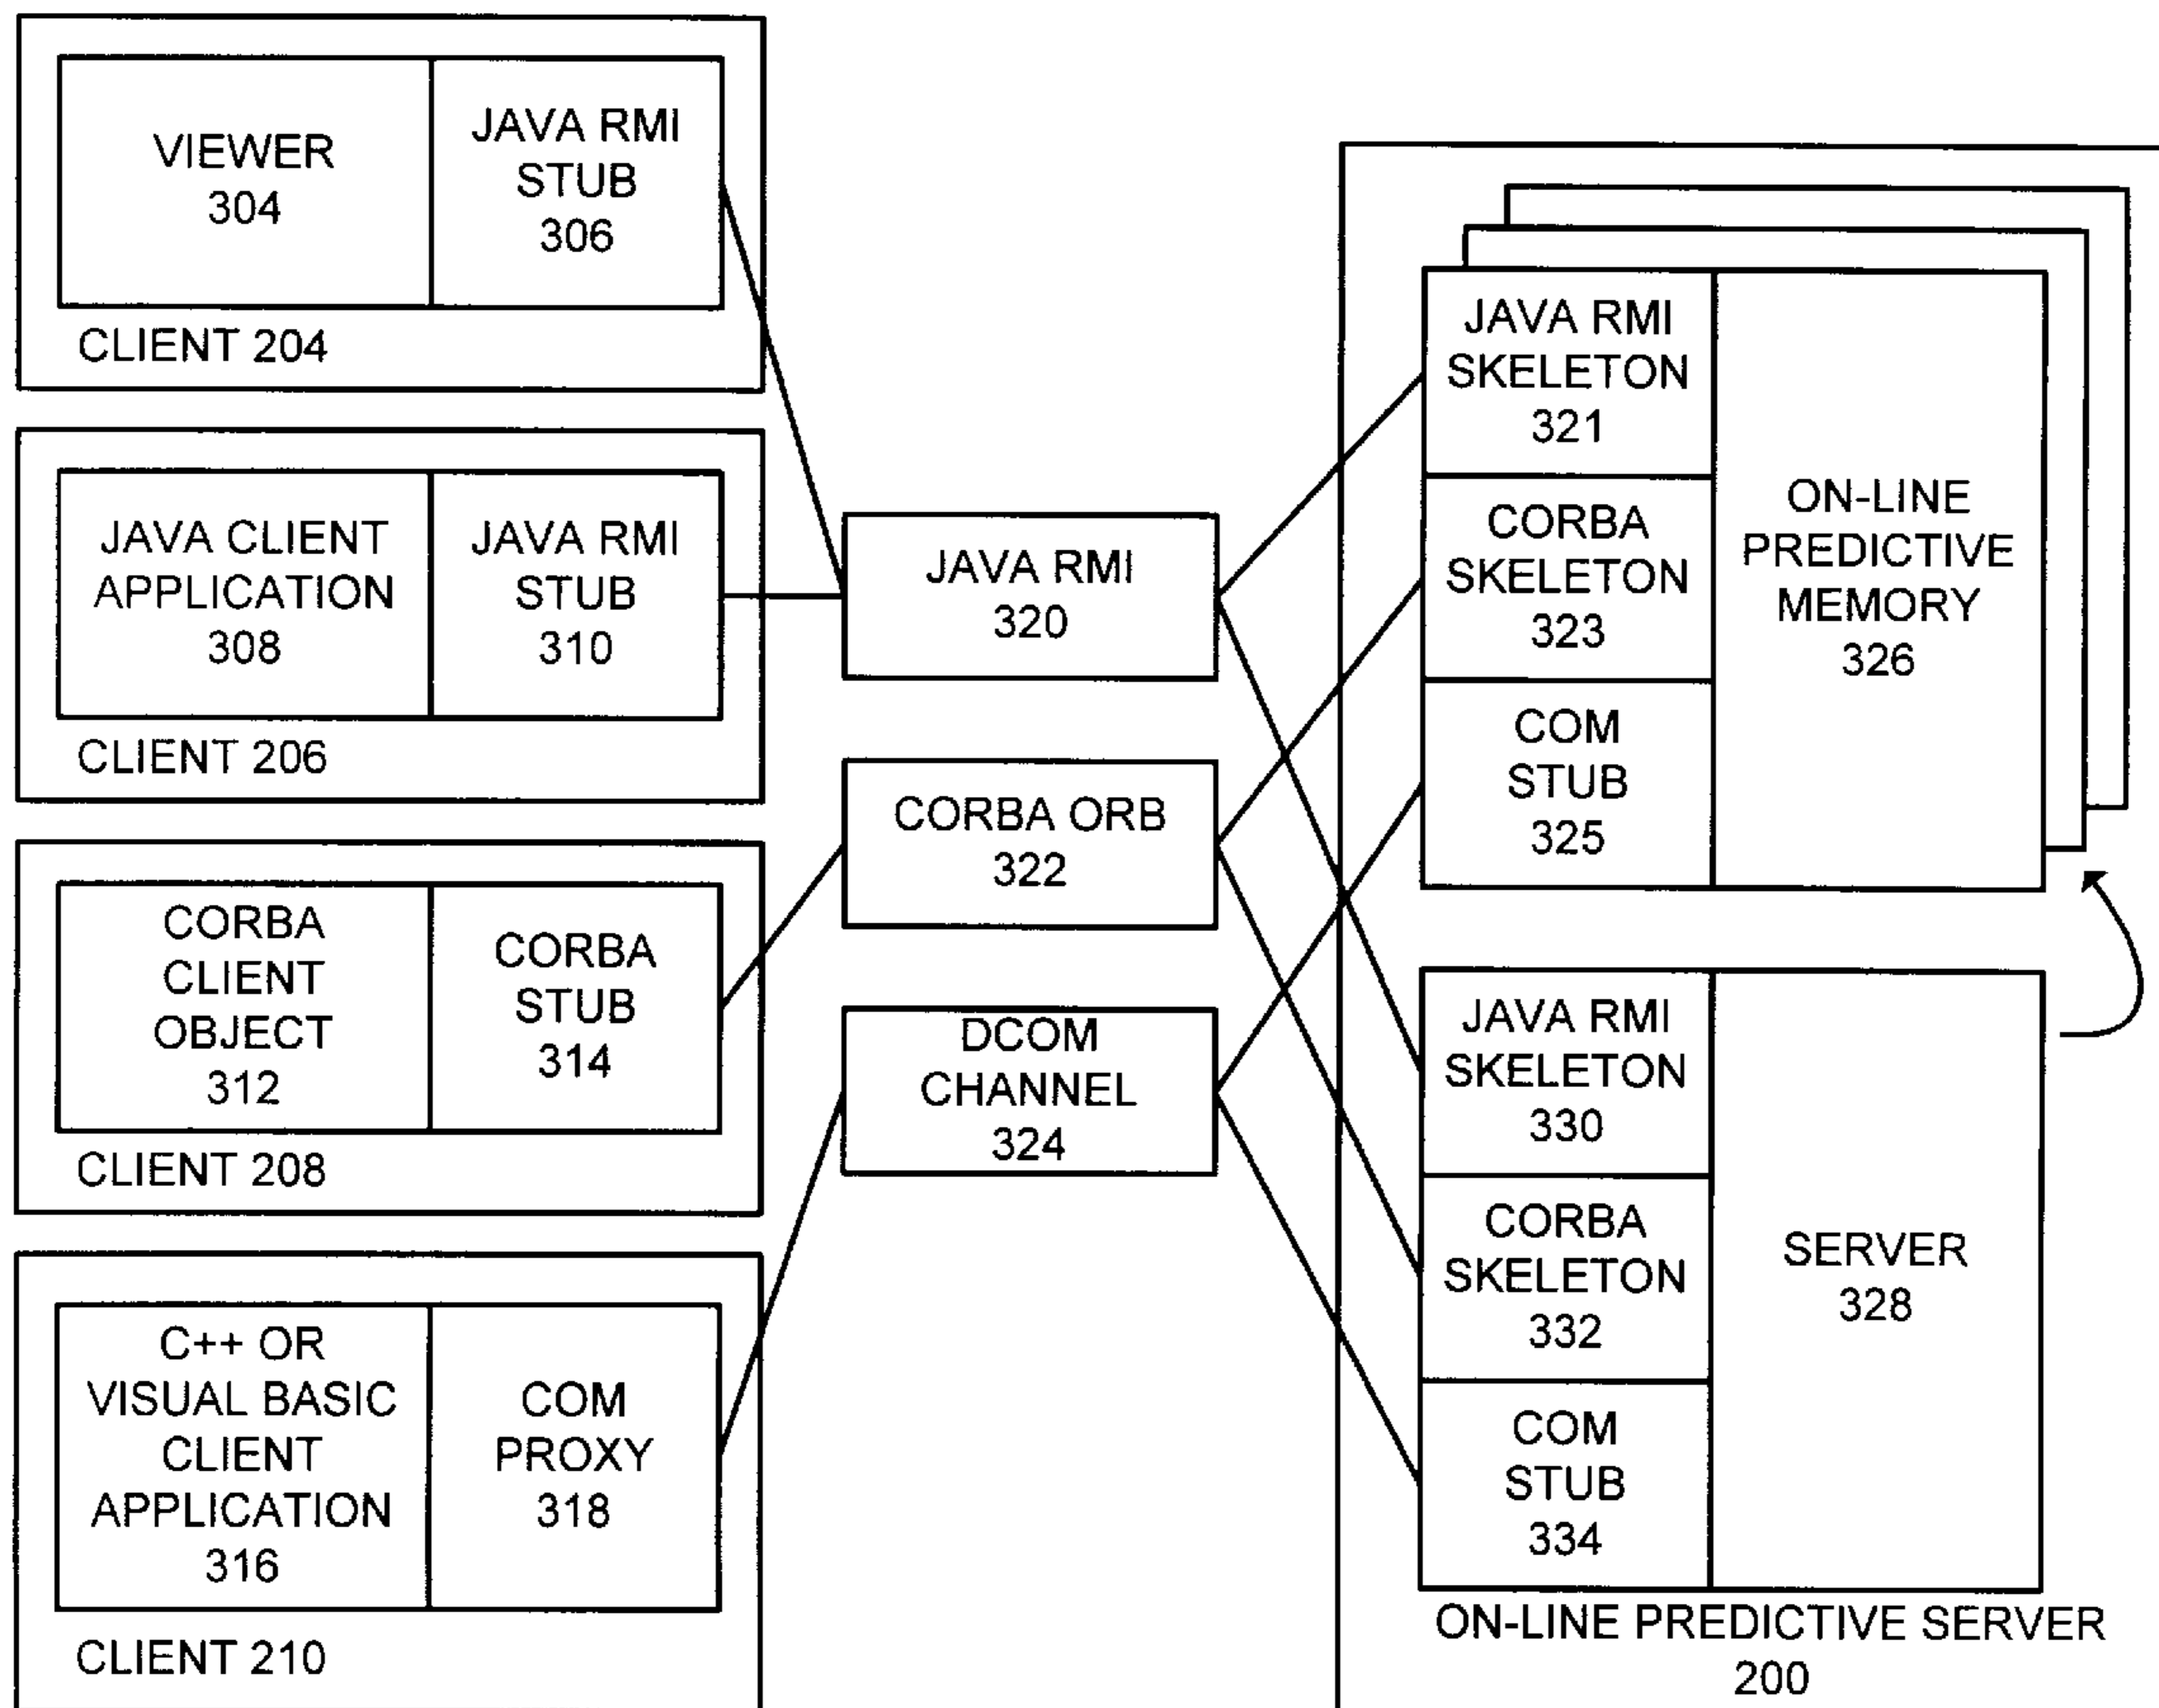 VIEWER
304
JAVA RMI
STUB
306
CLIENT 204
JAVA CLIENT
APPLICATION
308
JAVA RMI
STUB
310
CLIENT 206
CORBA
CLIENT
OBJECT
312
CORBA
STUB
314
CLIENT 208
C++ OR
VISUAL BASIC
CLIENT
APPLICATION
316
COM
PROXY
318
CLIENT 210
JAVA RMI
320
CORBA ORB
322
DCOM
CHANNEL
324
JAVA RMI
SKELETON
321
CORBA
SKELETON
323
COM
STUB
325
ON-LINE
PREDICTIVE
MEMORY
326
JAVA RMI
SKELETON
330
CORBA
SKELETON
332
COM
STUB
334
SERVER
328
ON-LINE PREDICTIVE SERVER
200